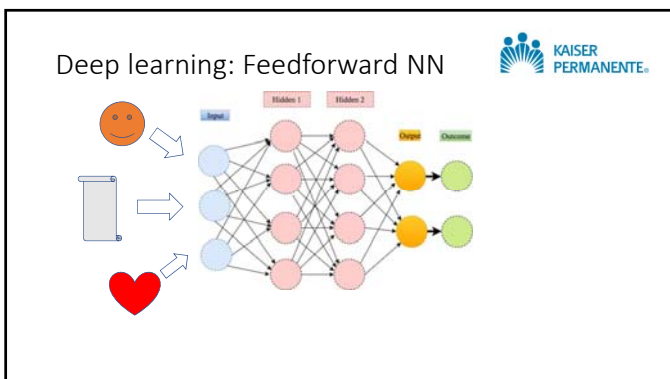 Deep learning: Feedforward NN
KAISER
PERMANENTE®
Hidden 1
Hidden 2
Input
Output
Outcome